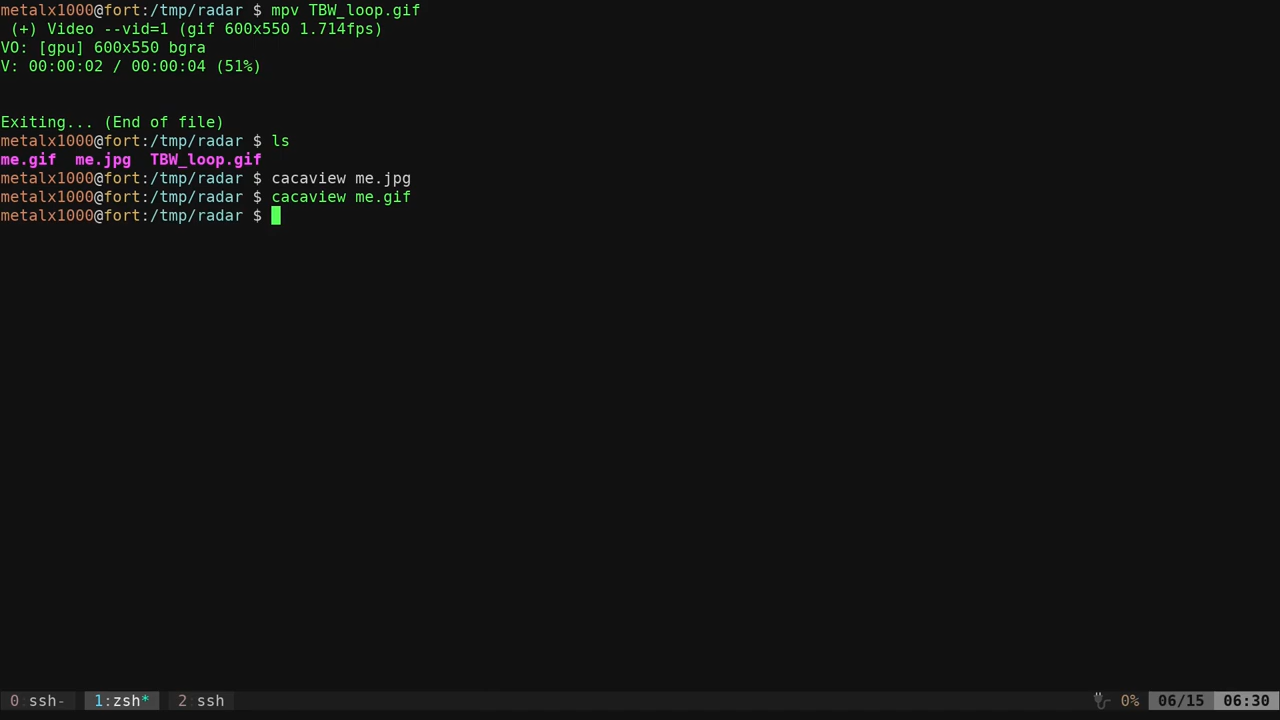 metalx1000@fort:/tmp/radar $ mpv TBW_loop.gif
 (+) Video --vid=1 (gif 600x550 1.714fps)
VO: [gpu] 600x550 bgra
V: 00:00:02 / 00:00:04 (51%)
Exiting... (End of file)
metalx1000@fort:/tmp/radar $ ls
me.gif  me.jpg  TBW_loop.gif
metalx1000@fort:/tmp/radar $ cacaview me.jpg
metalx1000@fort:/tmp/radar $ cacaview me.gif
metalx1000@fort:/tmp/radar $
0 ssh- 1:zsh* 2 ssh 0% 06/15 06:30